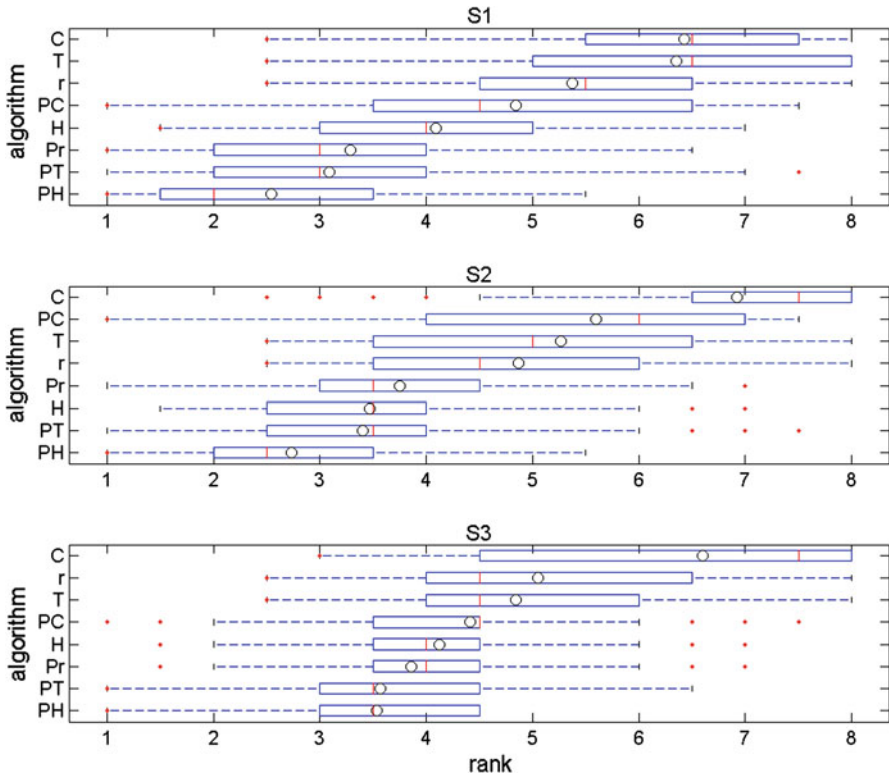 S1
algorithm
C
T
r
PC
H
Pr
PT
PH
1 2 3 4 5 6 7 8
S2
algorithm
C
PC
T
r
Pr
H
PT
PH
1 2 3 4 5 6 7 8
S3
algorithm
C
r
T
PC
H
Pr
PT
PH
1 2 3 4 5 6 7 8
rank